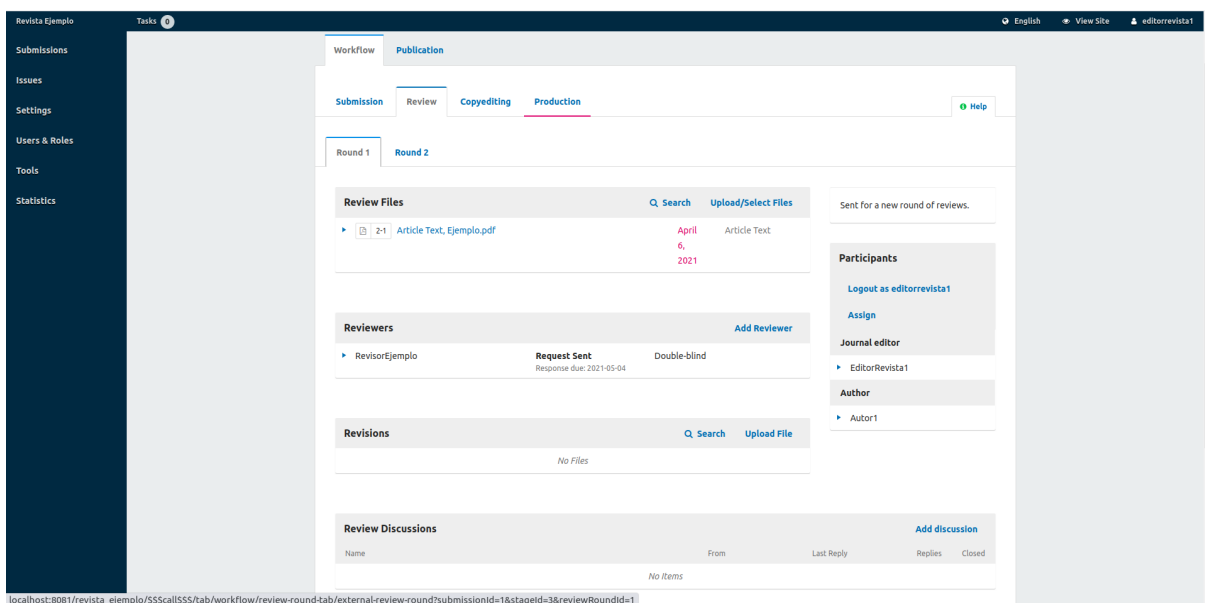 Revista Ejemplo
Tasks 0
English
View Site
editorrevista1
Submissions
Issues
Settings
Users & Roles
Tools
Statistics
Workflow
Publication
Submission
Review
Copyediting
Production
Help
Round 1
Round 2
Review Files
Search
Upload/Select Files
2-1
Article Text, Ejemplo.pdf
April
6,
2021
Article Text
Reviewers
Add Reviewer
RevisorEjemplo
Request Sent
Response due: 2021-05-04
Double-blind
Revisions
Search
Upload File
No Files
Review Discussions
Add discussion
Name
From
Last Reply
Replies
Closed
No Items
Sent for a new round of reviews.
Participants
Logout as editorrevista1
Assign
Journal editor
EditorRevista1
Author
Autor1
localhost:8081/revista_ejemplo/$$$call$$$/tab/workflow/review-round-tab/external-review-round?submissionId=1&stageId=3&reviewRoundId=1